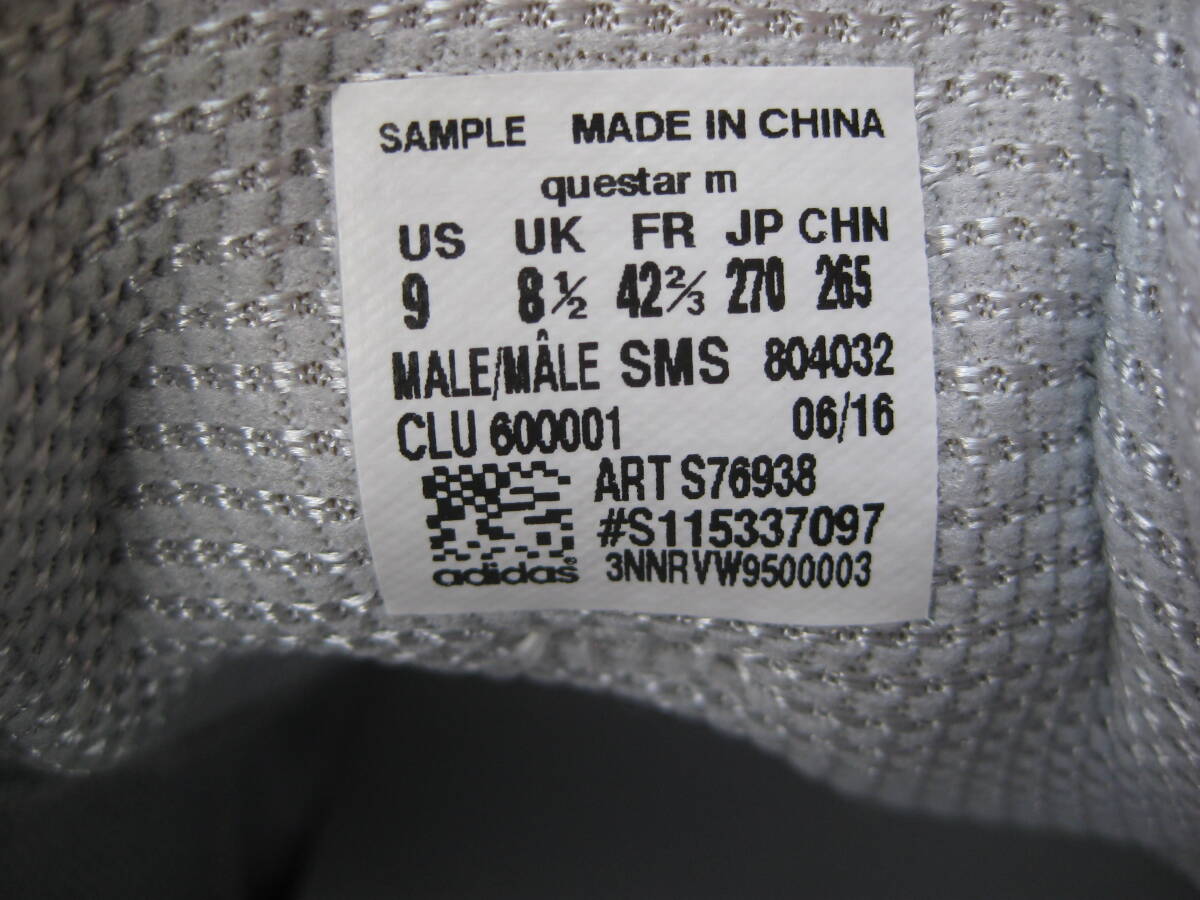 SAMPLE MADE IN CHINA
questar m
US UK FR JP CHN
9 8½ 42⅔ 270 265
MALE/MÂLE SMS 804032
CLU 600001 06/16
ART S76938
#S115337097
adidas® 3NNRVW9500003